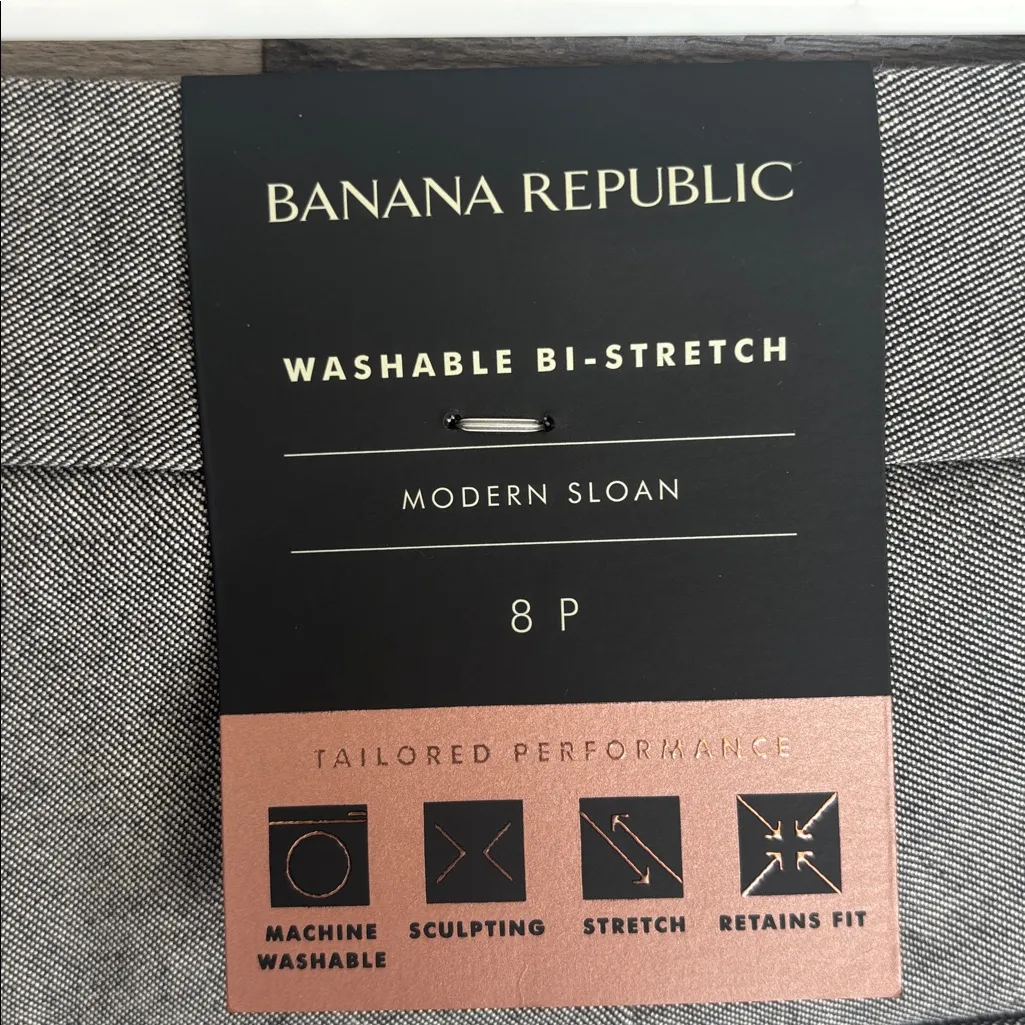 BANANA REPUBLIC
WASHABLE BI-STRETCH
MODERN SLOAN
8 P
TAILORED PERFORMANCE
MACHINE WASHABLE
SCULPTING
STRETCH
RETAINS FIT